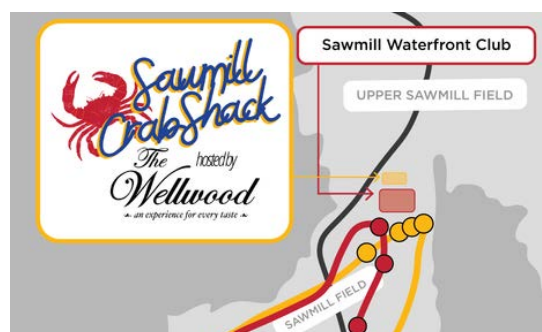 Sawmill
Crab Shack
The hosted by
Wellwood
an experience for every taste
Sawmill Waterfront Club
UPPER SAWMILL FIELD
SAWMILL FIELD